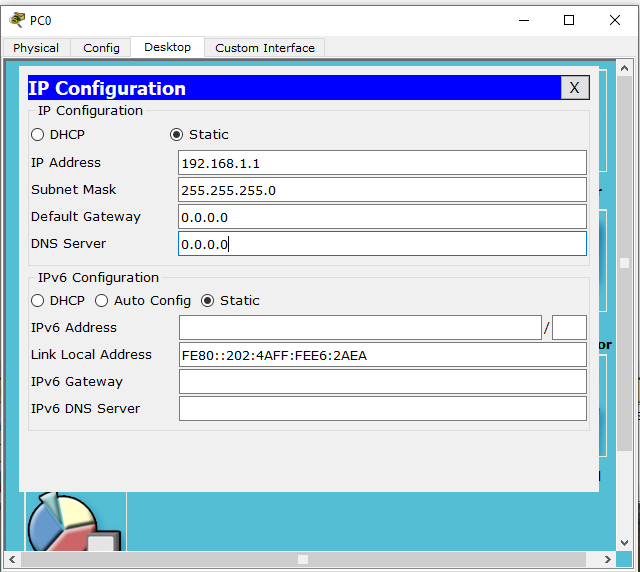 PC0
Physical Config Desktop Custom Interface
IP Configuration X
IP Configuration
DHCP Static
IP Address 192.168.1.1
Subnet Mask 255.255.255.0
Default Gateway 0.0.0.0
DNS Server 0.0.0.0
IPv6 Configuration
DHCP Auto Config Static
IPv6 Address /
Link Local Address FE80::202:4AFF:FEE6:2AEA
IPv6 Gateway
IPv6 DNS Server
or